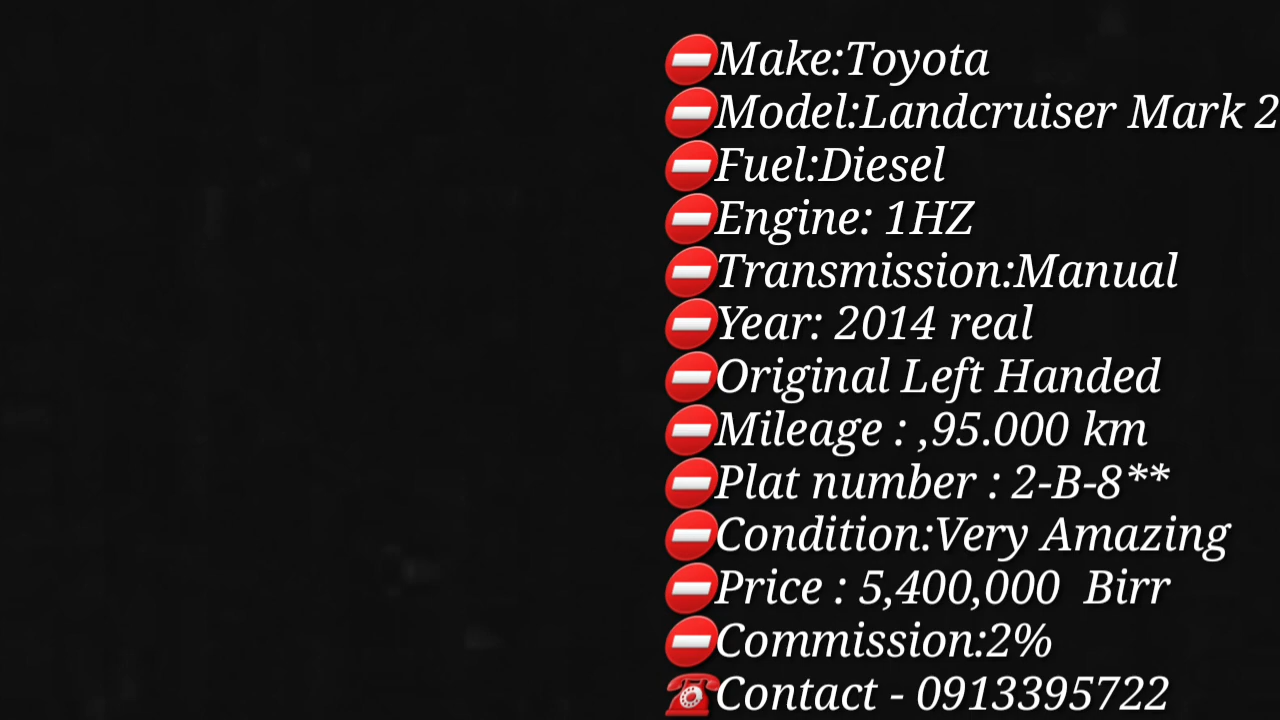 ⛔Make:Toyota
⛔Model:Landcruiser Mark 2
⛔Fuel:Diesel
⛔Engine: 1HZ
⛔Transmission:Manual
⛔Year: 2014 real
⛔Original Left Handed
⛔Mileage : ,95.000 km
⛔Plat number : 2-B-8**
⛔Condition:Very Amazing
⛔Price : 5,400,000  Birr
⛔Commission:2%
☎Contact - 0913395722